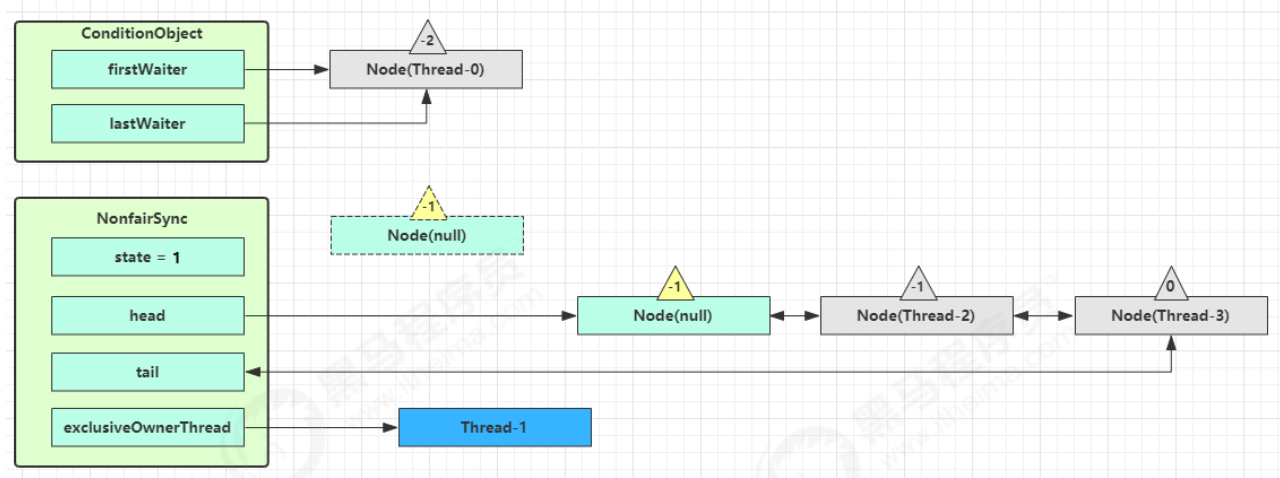 ConditionObject
-2
firstWaiter
Node(Thread-0)
lastWaiter
-1
NonfairSync
Node(null)
state = 1
-1
-1
0
head
Node(null)
Node(Thread-2)
Node(Thread-3)
tail
exclusiveOwnerThread
Thread-1
黑马程序员
www.itheima.com
黑马程序员
www.itheima.com